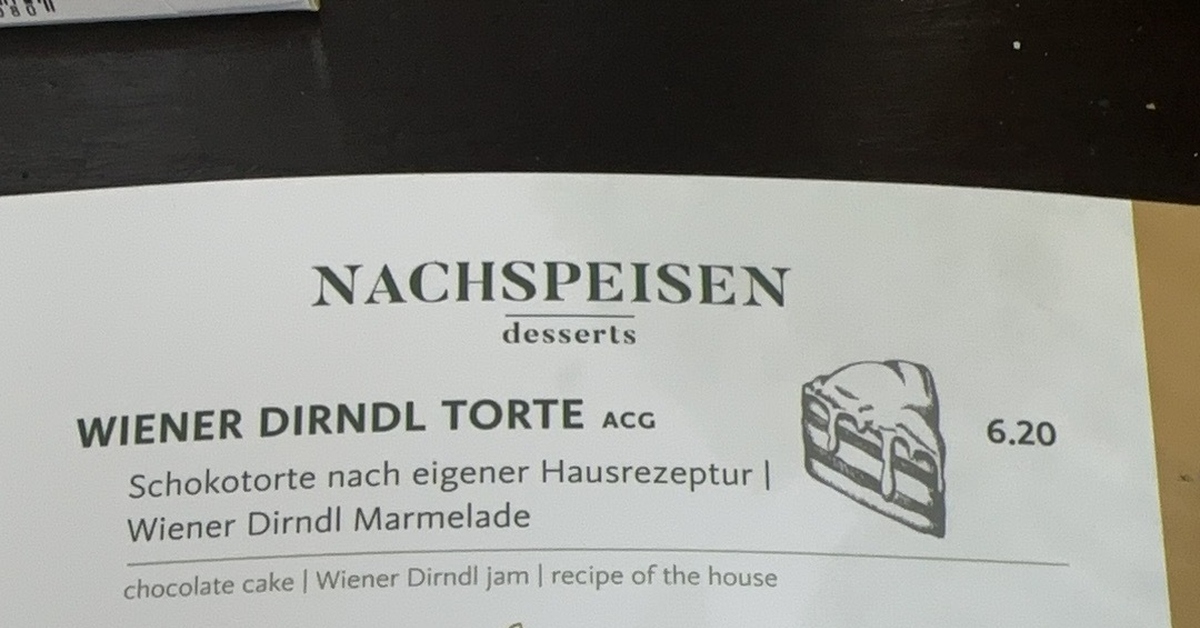 NACHSPEISEN
desserts
WIENER DIRNDL TORTE ACG
6.20
Schokotorte nach eigener Hausrezeptur |
Wiener Dirndl Marmelade
chocolate cake | Wiener Dirndl jam | recipe of the house